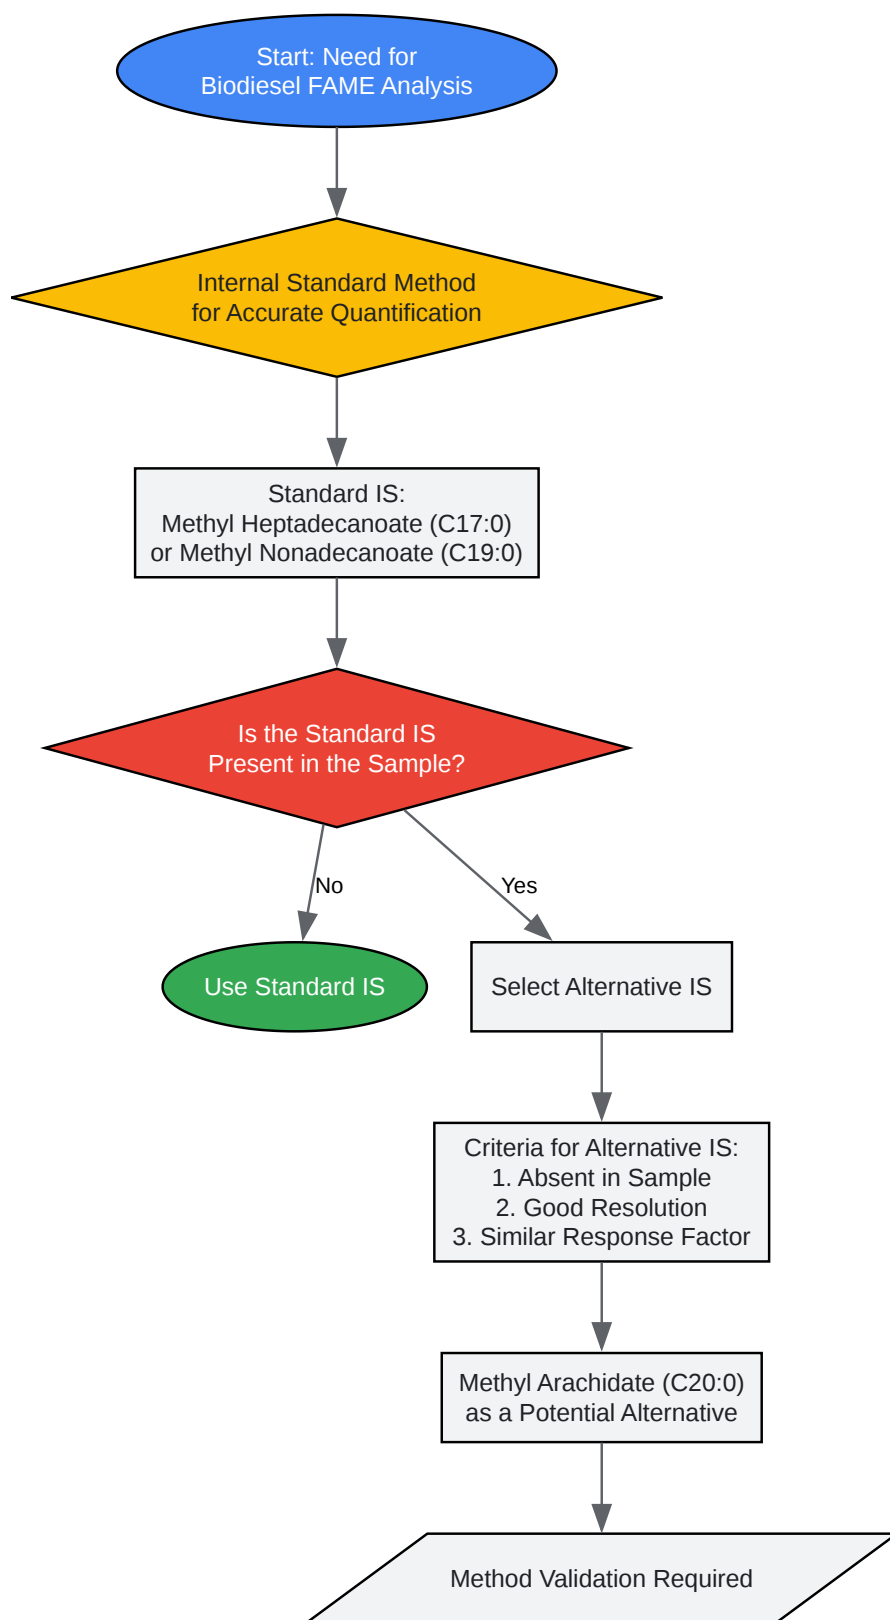 Start: Need for
Biodiesel FAME Analysis
Internal Standard Method
for Accurate Quantification
Standard IS:
Methyl Heptadecanoate (C17:0)
or Methyl Nonadecanoate (C19:0)
Is the Standard IS
Present in the Sample?
No
Yes
Use Standard IS
Select Alternative IS
Criteria for Alternative IS:
1. Absent in Sample
2. Good Resolution
3. Similar Response Factor
Methyl Arachidate (C20:0)
as a Potential Alternative
Method Validation Required